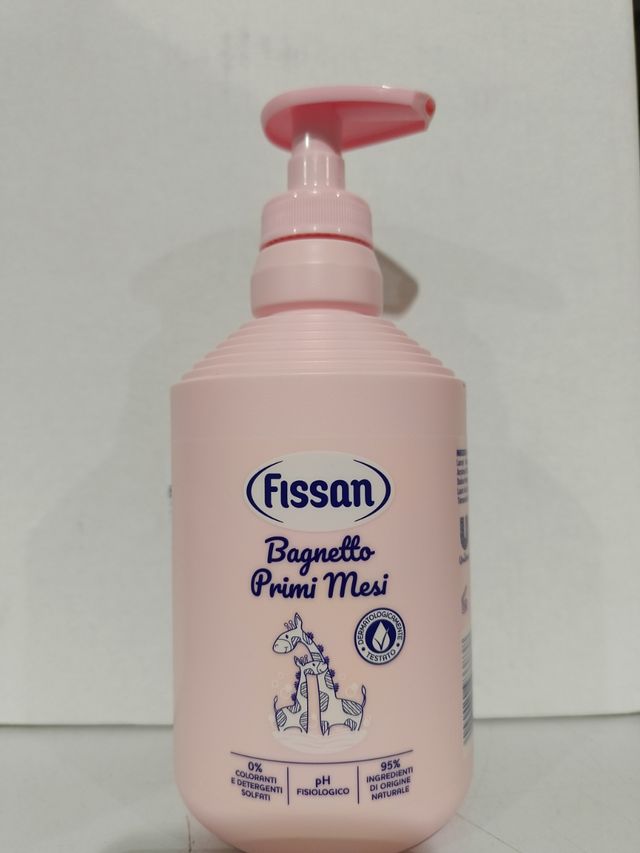 Fissan
Bagnetto
Primi Mesi
DERMATOLOGICAMENTE
TESTATO
0%
COLORANTI
E DETERGENTI
SOLFATI
pH
FISIOLOGICO
95%
INGREDIENTI
DI ORIGINE
NATURALE